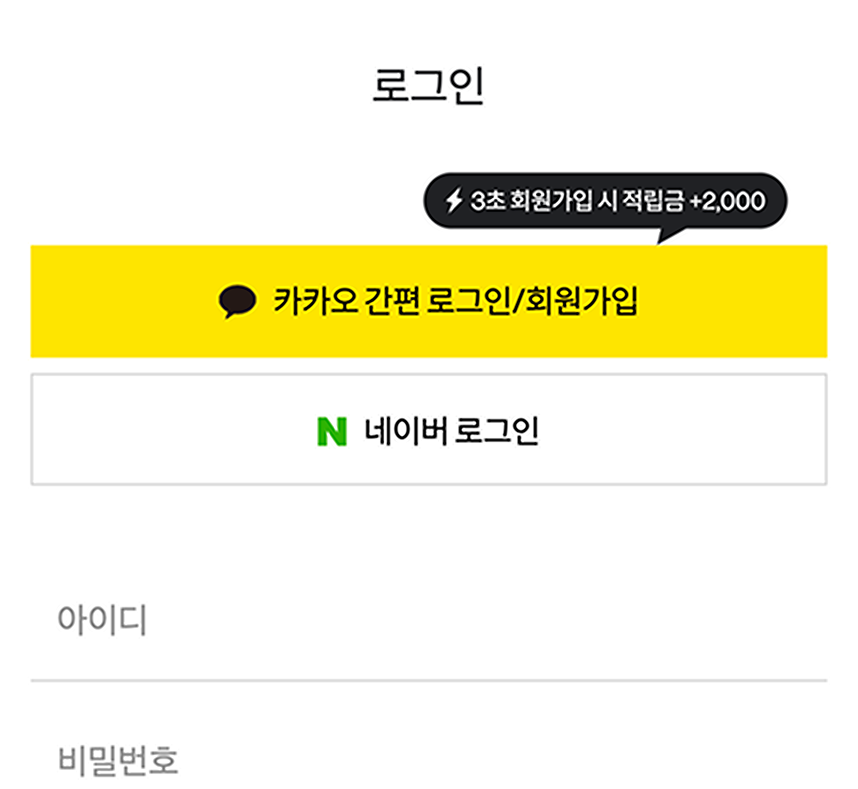 로그인
3초 회원가입 시 적립금 +2,000
카카오 간편 로그인/회원가입
N 네이버 로그인
아이디
비밀번호